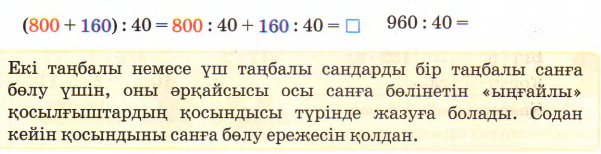 (800 + 160) : 40 = 800 : 40 + 160 : 40 = □ 960 : 40 =
Екі таңбалы немесе үш таңбалы сандарды бір таңбалы санға
бөлу үшін, оны әрқайсысы осы санға бөлінетін «ыңғайлы»
қосылғыштардың қосындысы түрінде жазуға болады. Содан
кейін қосындыны санға бөлу ережесін қолдан.